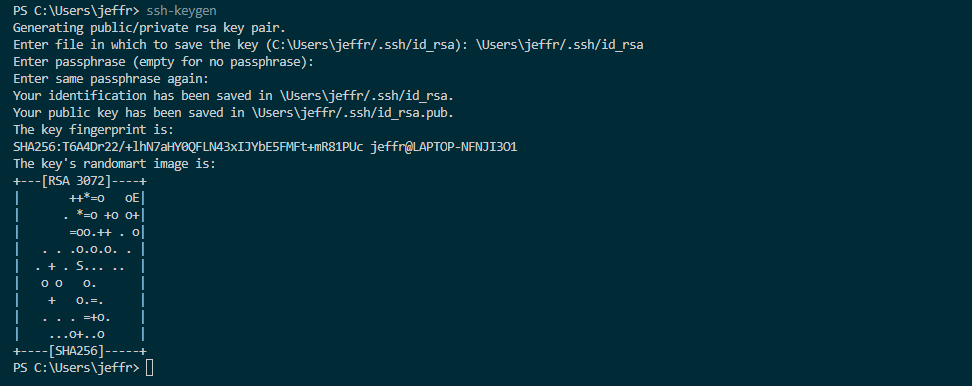 PS C:\Users\jeffr> ssh-keygen
Generating public/private rsa key pair.
Enter file in which to save the key (C:\Users\jeffr/.ssh/id_rsa): \Users\jeffr/.ssh/id_rsa
Enter passphrase (empty for no passphrase):
Enter same passphrase again:
Your identification has been saved in \Users\jeffr/.ssh/id_rsa.
Your public key has been saved in \Users\jeffr/.ssh/id_rsa.pub.
The key fingerprint is:
SHA256:T6A4Dr22/+lhN7aHY0QFLN43xIJYbE5FMFt+mR81PUc jeffr@LAPTOP-NFNJI3O1
The key's randomart image is:
+---[RSA 3072]----+
|       ++*=o   oE|
|      . *=o +o o+|
|       =oo.++ . o|
|   . . .o.o.o. . |
|  . + . S... ..  |
|   o o   o.      |
|    +   o.=.     |
|   . . . =+o.    |
|    ...o+..o     |
+----[SHA256]-----+
PS C:\Users\jeffr>